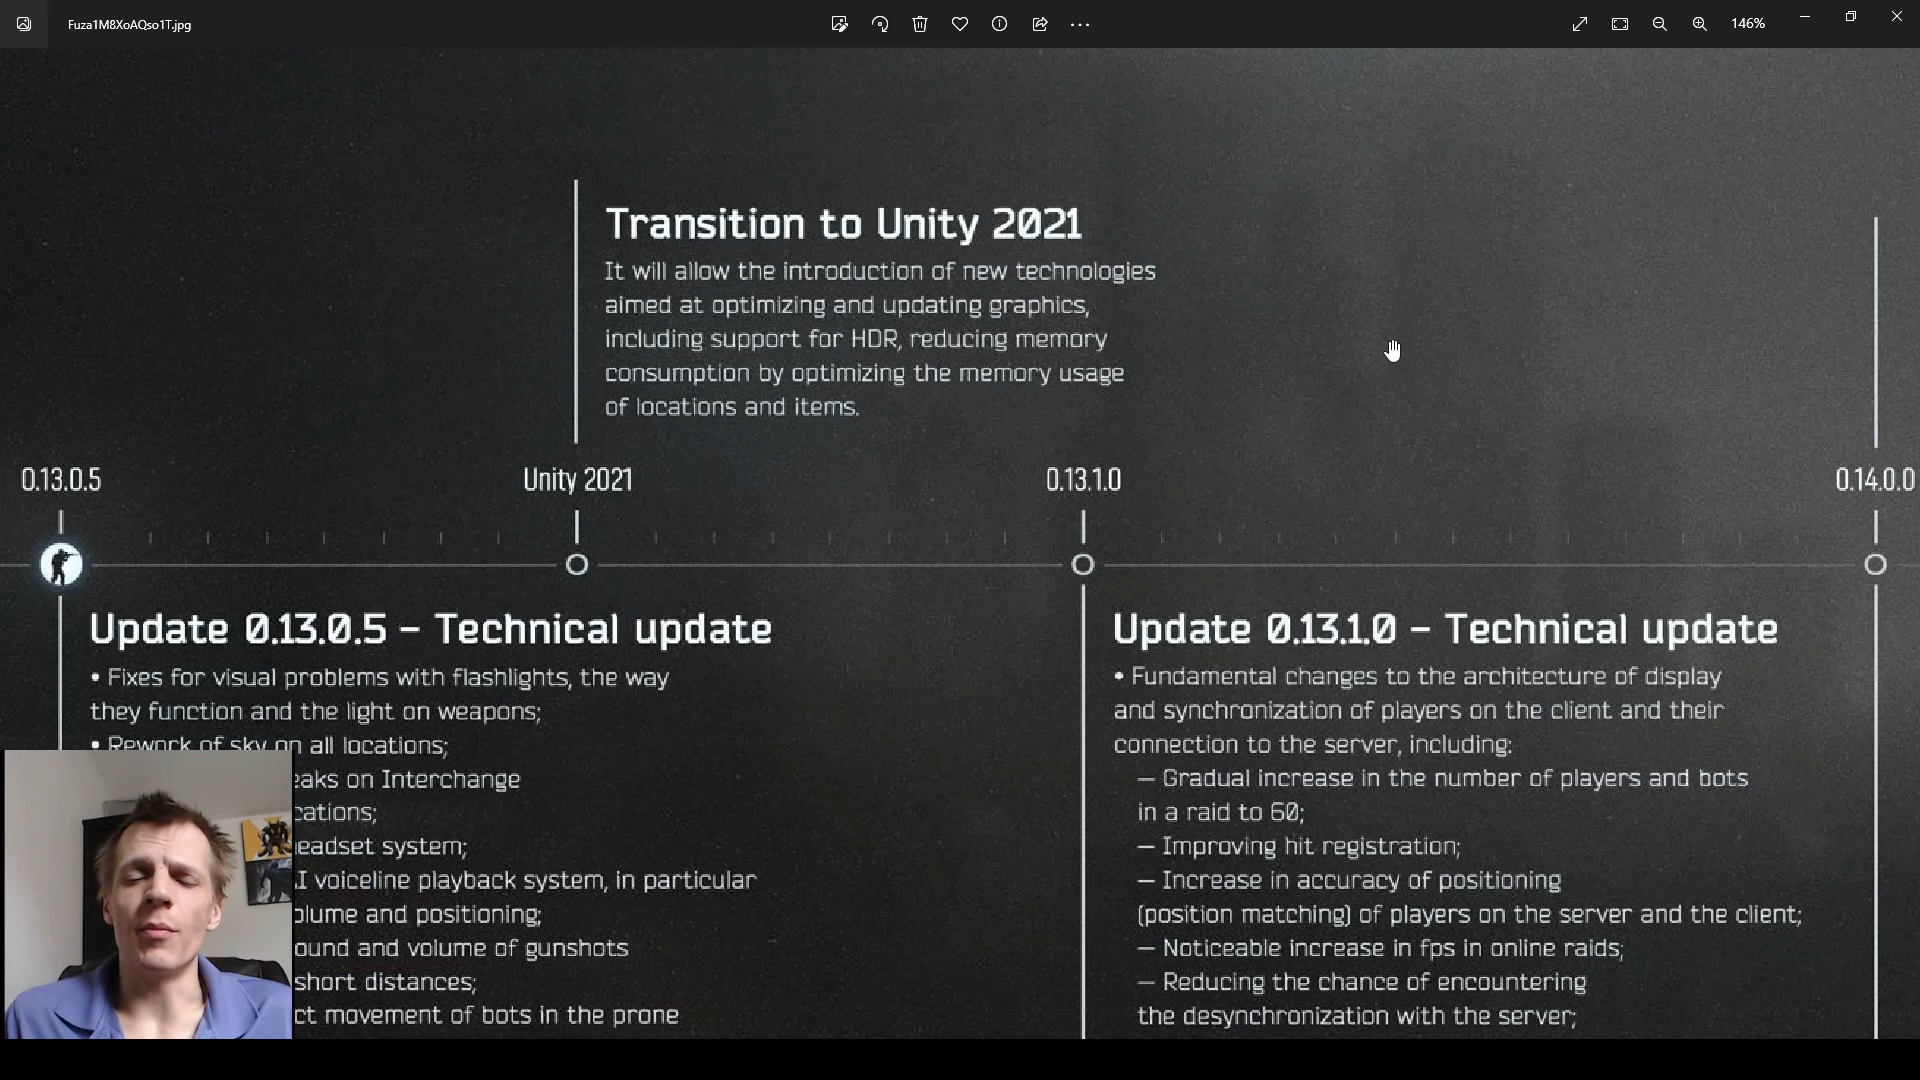 Fuza1M8XoAQso1T.jpg
146%
Transition to Unity 2021
It will allow the introduction of new technologies
aimed at optimizing and updating graphics,
including support for HDR, reducing memory
consumption by optimizing the memory usage
of locations and items.
0.13.0.5
Unity 2021
0.13.1.0
0.14.0.0
Update 0.13.0.5 – Technical update
• Fixes for visual problems with flashlights, the way
they function and the light on weapons;
• Rework of sky on all locations;
eaks on Interchange
cations;
headset system;
AI voiceline playback system, in particular
olume and positioning;
ound and volume of gunshots
short distances;
ct movement of bots in the prone
Update 0.13.1.0 – Technical update
• Fundamental changes to the architecture of display
and synchronization of players on the client and their
connection to the server, including:
– Gradual increase in the number of players and bots
in a raid to 60;
– Improving hit registration;
– Increase in accuracy of positioning
(position matching) of players on the server and the client;
– Noticeable increase in fps in online raids;
– Reducing the chance of encountering
the desynchronization with the server;